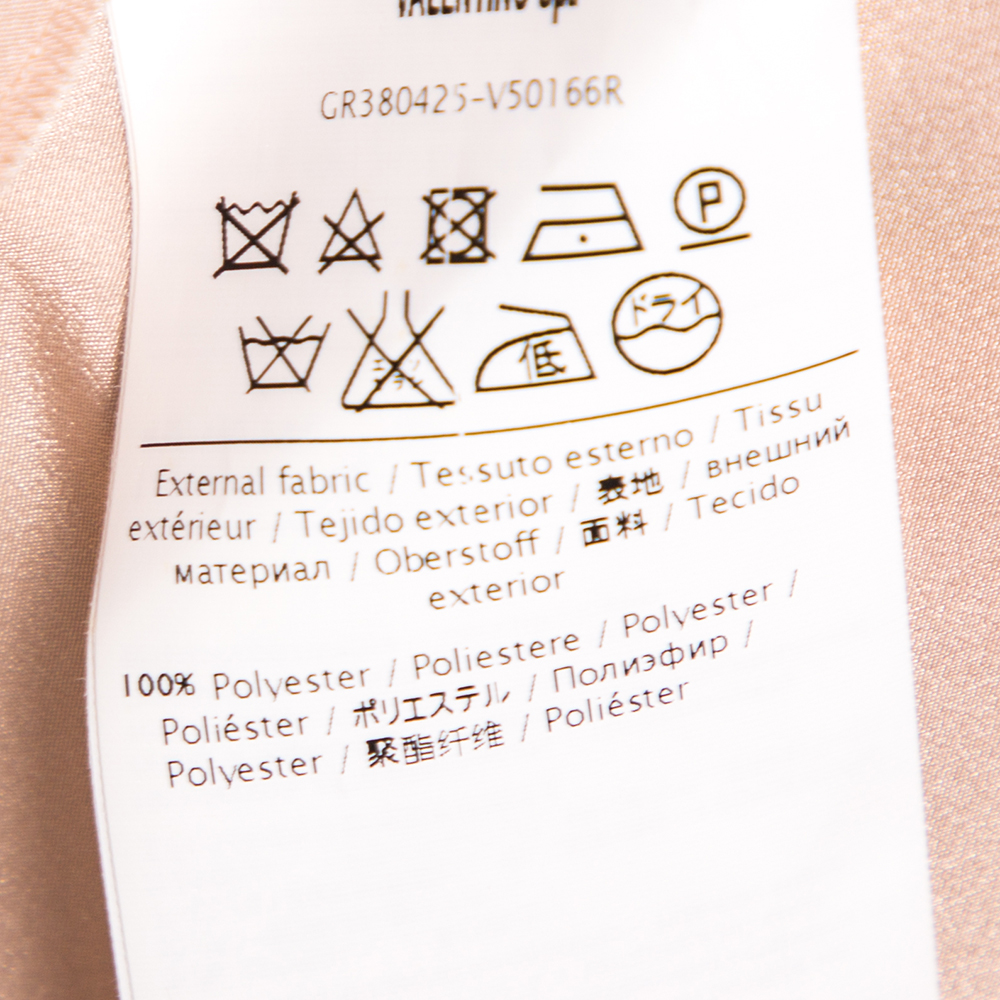 VALENTINO SpA
GR380425-V50166R
P
低 ドライ
External fabric / Tessuto esterno / Tissu
extérieur / Tejido exterior / 表地 / внешний
материал / Oberstoff / 面料 / Tecido
exterior
100% Polyester / Poliestere / Polyester /
Poliéster / ポリエステル / Полиэфир /
Polyester / 聚酯纤维 / Poliéster